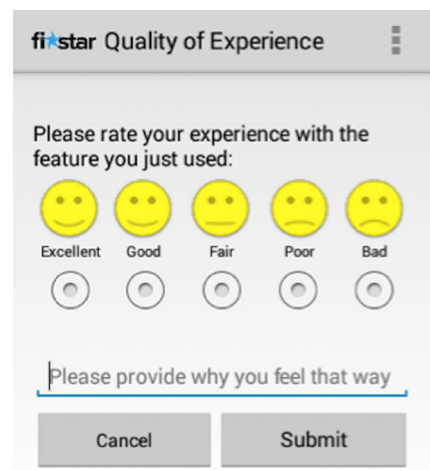 fi★star Quality of Experience
Please rate your experience with the
feature you just used:
Excellent Good Fair Poor Bad
Please provide why you feel that way
Cancel Submit